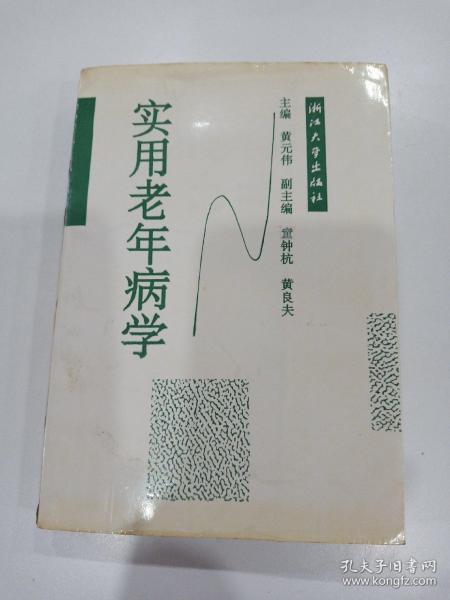 浙江大学出版社
主编 黄元伟 副主编 童钟杭 黄良夫
实用老年病学
孔夫子旧书网
www.kongfz.com